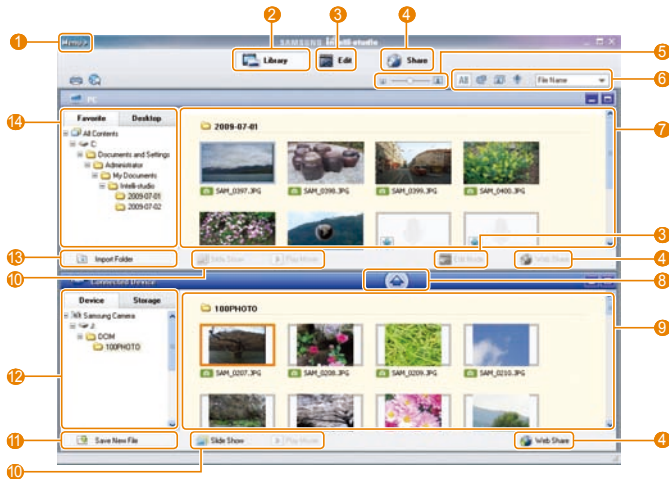 2 3 4
1 Menu SAMSUNG Intelli-studio
Library Edit Share
5
All File Name 6
PC
14 Favorite Desktop
All Contents
C
Documents and Settings
Administrator
My Documents
Intelli-studio
2009-07-01
2009-07-02
2009-07-01 7
SAM_0397.JPG SAM_0398.JPG SAM_0399.JPG SAM_0400.JPG
13 Import Folder
10 Slide Show Play Movie Edit Mode 3
Web Share 4
Connected Device 8
12 Device Storage
Samsung Camera
J:
DCIM
100PHOTO
100PHOTO 9
SAM_0207.JPG SAM_0208.JPG SAM_0209.JPG SAM_0210.JPG
11 Save New File
Slide Show Play Movie Web Share 4
10